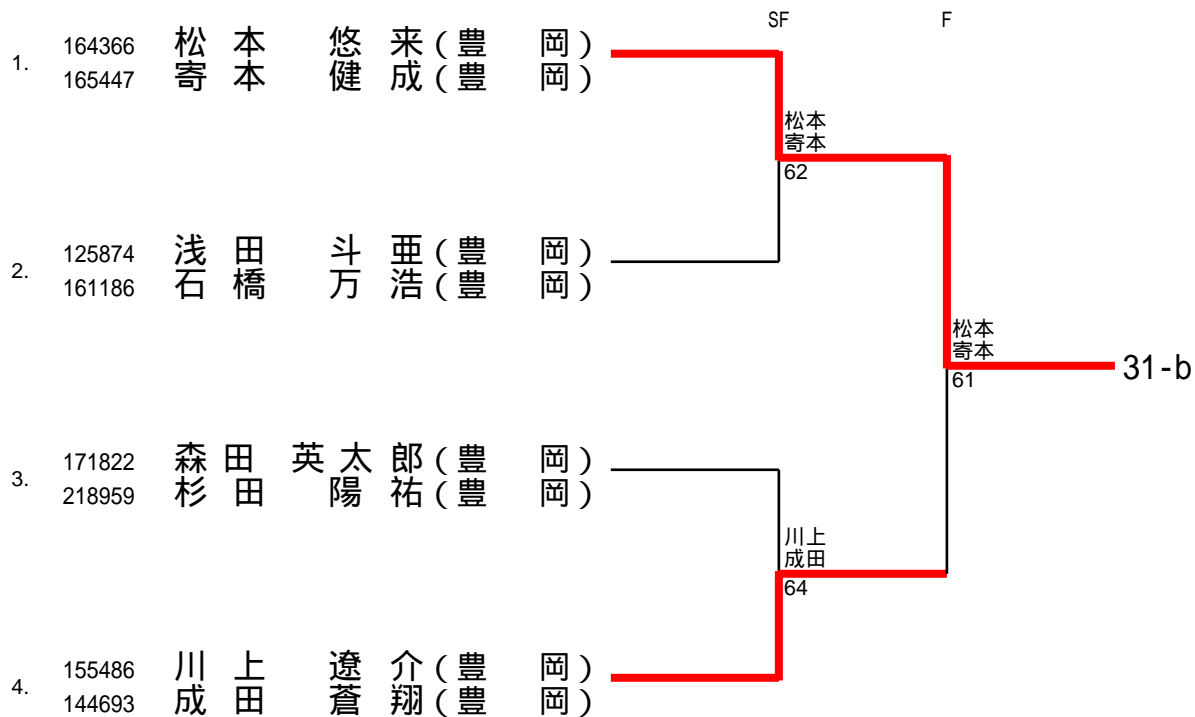 SF F
1. 164366 松本 悠来(豊 岡)
165447 寄本 健成(豊 岡)
松本
寄本
62
2. 125874 浅田 斗亜(豊 岡)
161186 石橋 万浩(豊 岡)
松本
寄本
61
31-b
3. 171822 森田 英太郎(豊 岡)
218959 杉田 陽祐(豊 岡)
川上
成田
64
4. 155486 川上 遼介(豊 岡)
144693 成田 蒼翔(豊 岡)